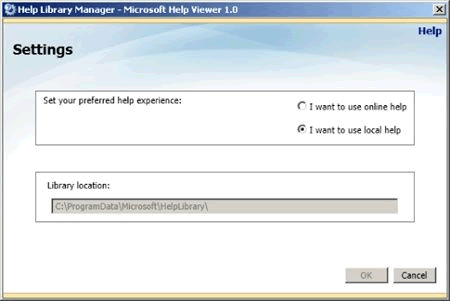 Help Library Manager - Microsoft Help Viewer 1.0
Help
Settings
Set your preferred help experience:
I want to use online help
I want to use local help
Library location:
C:\ProgramData\Microsoft\HelpLibrary\
OK
Cancel